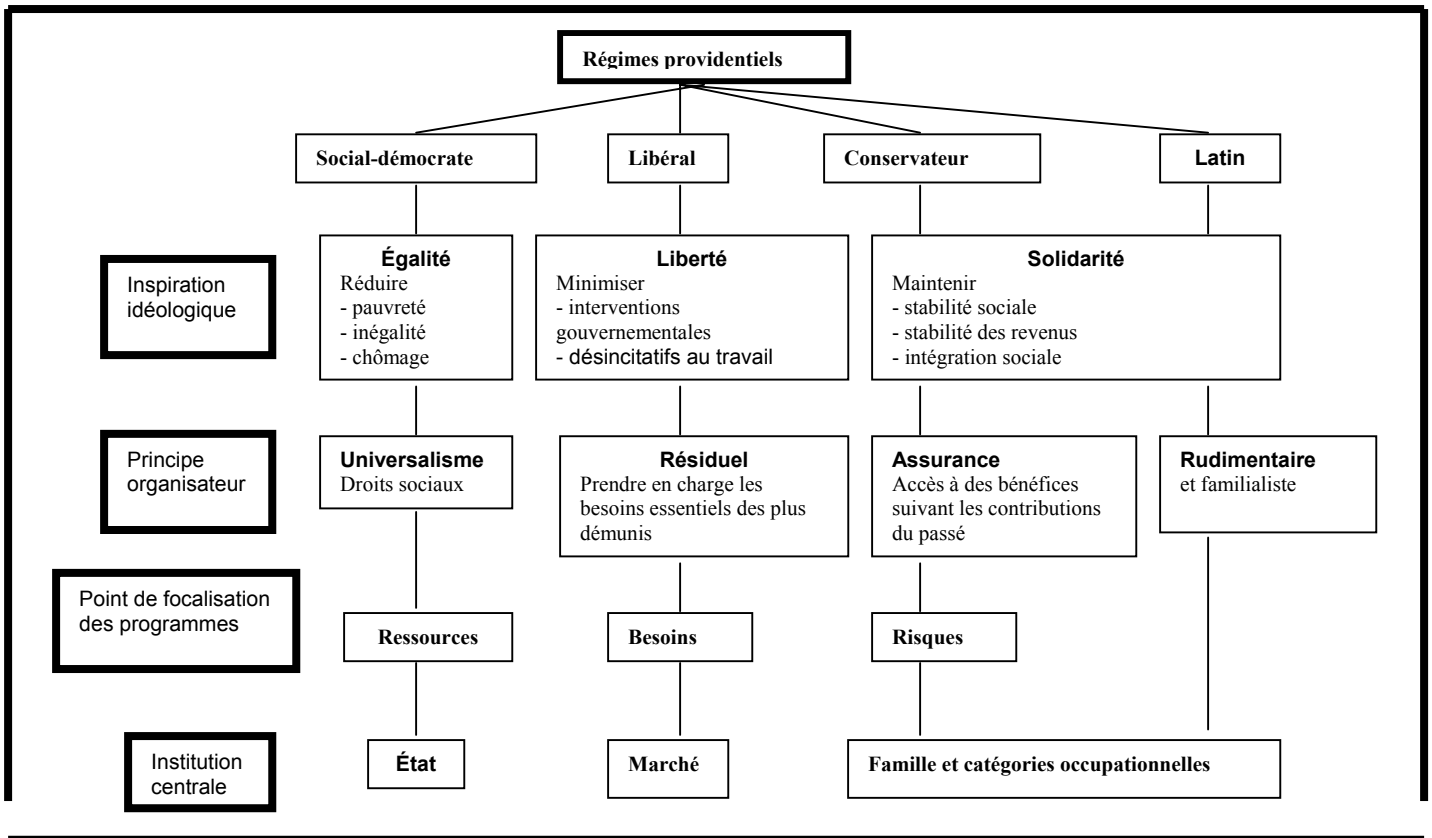 Régimes providentiels
Social-démocrate
Libéral
Conservateur
Latin
Inspiration
idéologique
Égalité
Réduire
- pauvreté
- inégalité
- chômage
Liberté
Minimiser
- interventions
gouvernementales
- désincitatifs au travail
Solidarité
Maintenir
- stabilité sociale
- stabilité des revenus
- intégration sociale
Principe
organisateur
Universalisme
Droits sociaux
Résiduel
Prendre en charge les
besoins essentiels des plus
démunis
Assurance
Accès à des bénéfices
suivant les contributions
du passé
Rudimentaire
et familialiste
Point de focalisation
des programmes
Ressources
Besoins
Risques
Institution
centrale
État
Marché
Famille et catégories occupationnelles